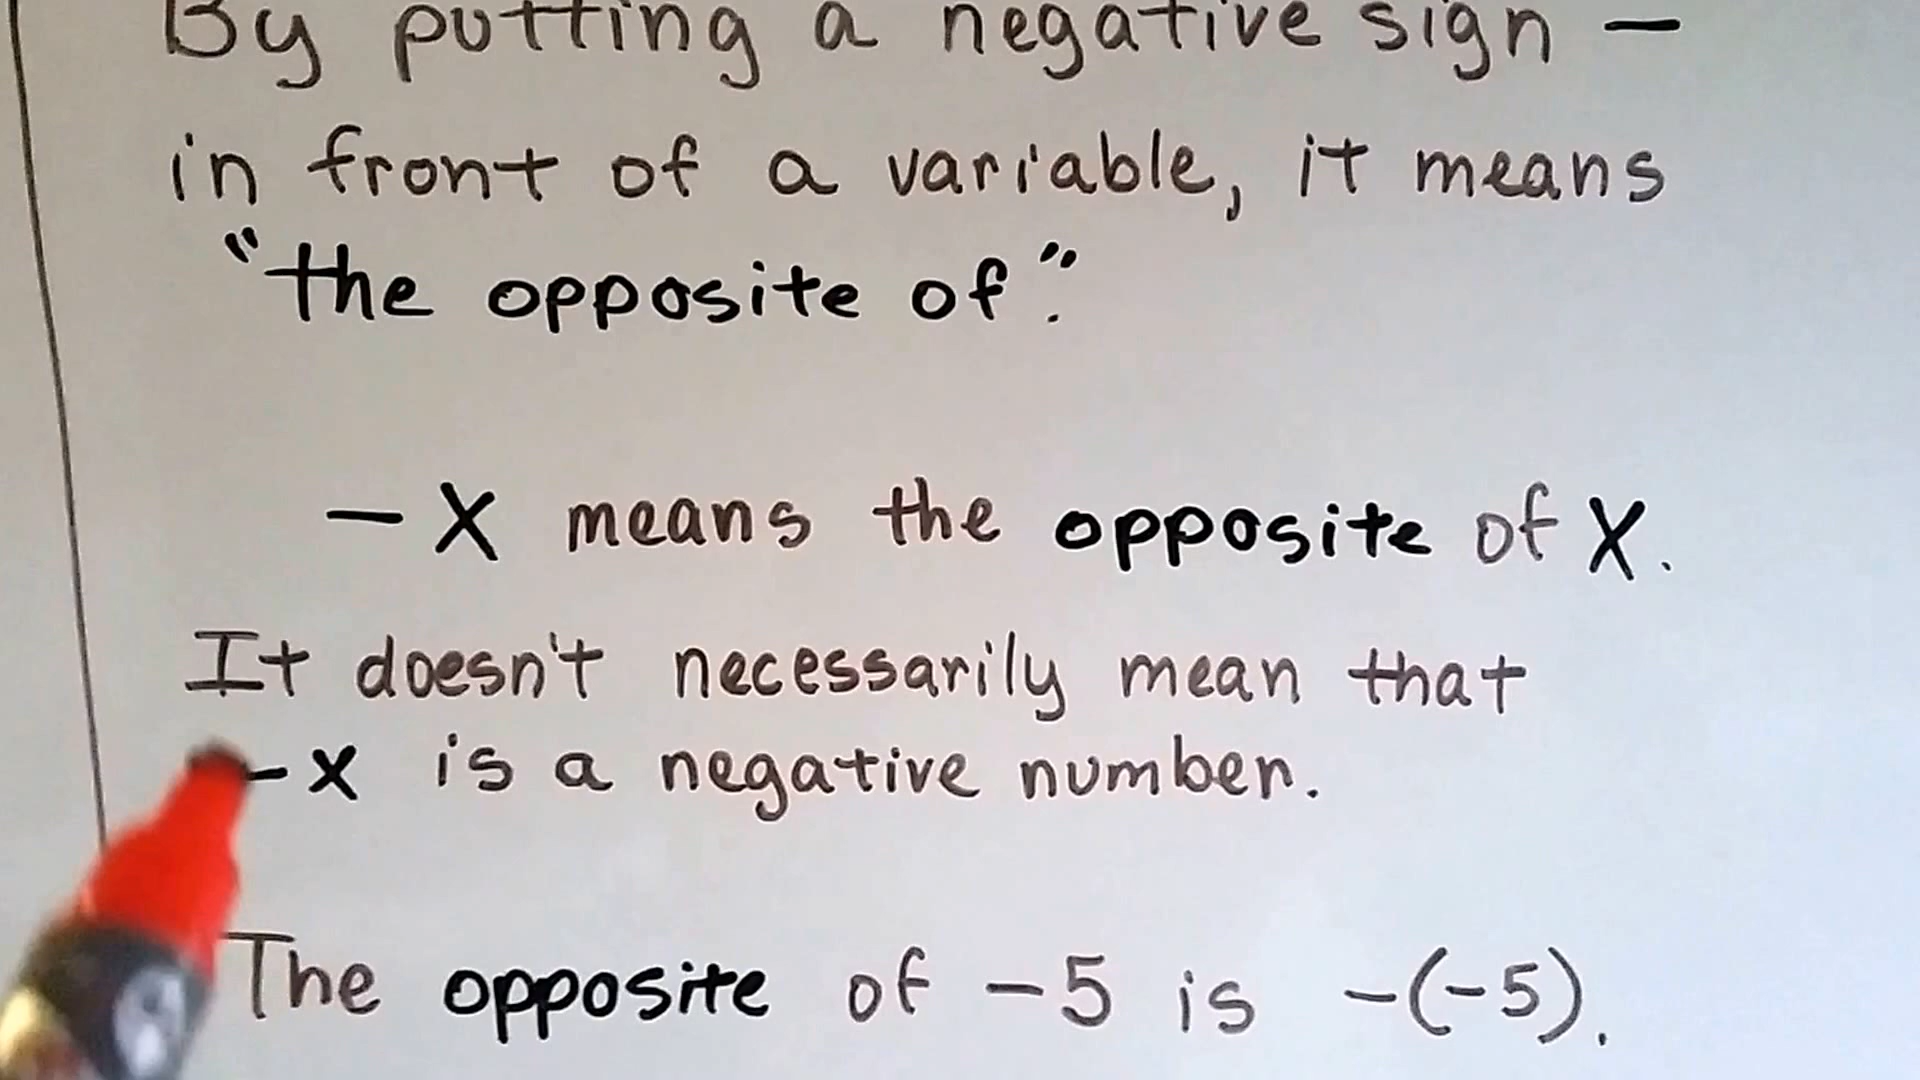 By putting a negative sign –
in front of a variable, it means
"the opposite of".
– X means the opposite of X.
It doesn't necessarily mean that
– x is a negative number.
The opposite of –5 is –(–5).